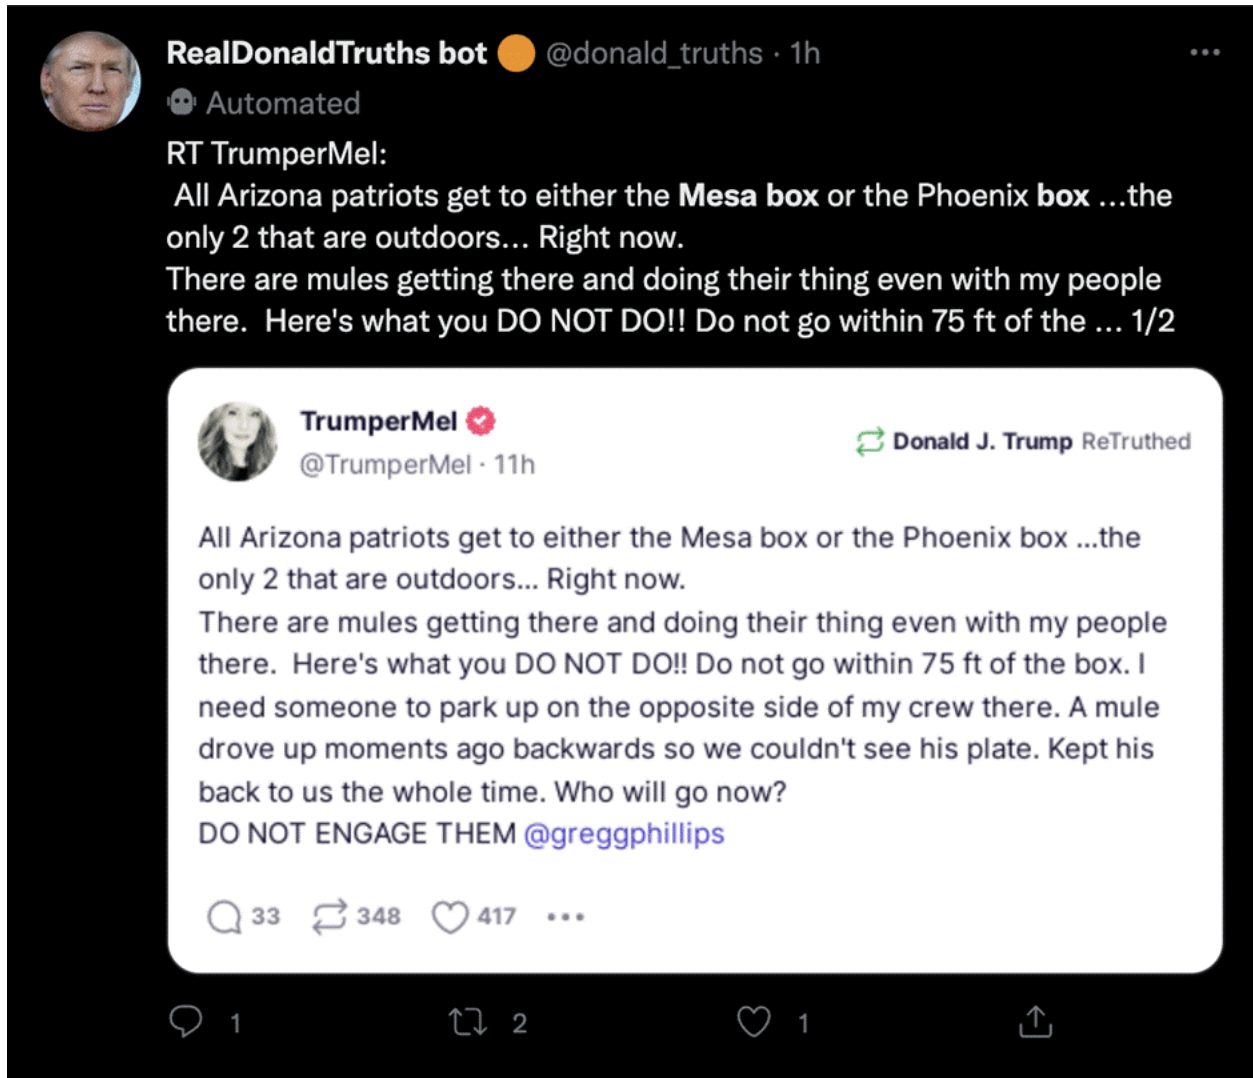 RealDonaldTruths bot 🟠 @donald_truths · 1h
Automated
RT TrumperMel:
All Arizona patriots get to either the Mesa box or the Phoenix box ...the
only 2 that are outdoors... Right now.
There are mules getting there and doing their thing even with my people
there.  Here's what you DO NOT DO!! Do not go within 75 ft of the ... 1/2
TrumperMel
@TrumperMel · 11h
Donald J. Trump ReTruthed
All Arizona patriots get to either the Mesa box or the Phoenix box ...the
only 2 that are outdoors... Right now.
There are mules getting there and doing their thing even with my people
there.  Here's what you DO NOT DO!! Do not go within 75 ft of the box. I
need someone to park up on the opposite side of my crew there. A mule
drove up moments ago backwards so we couldn't see his plate. Kept his
back to us the whole time. Who will go now?
DO NOT ENGAGE THEM @greggphillips
33 348 417
1 2 1